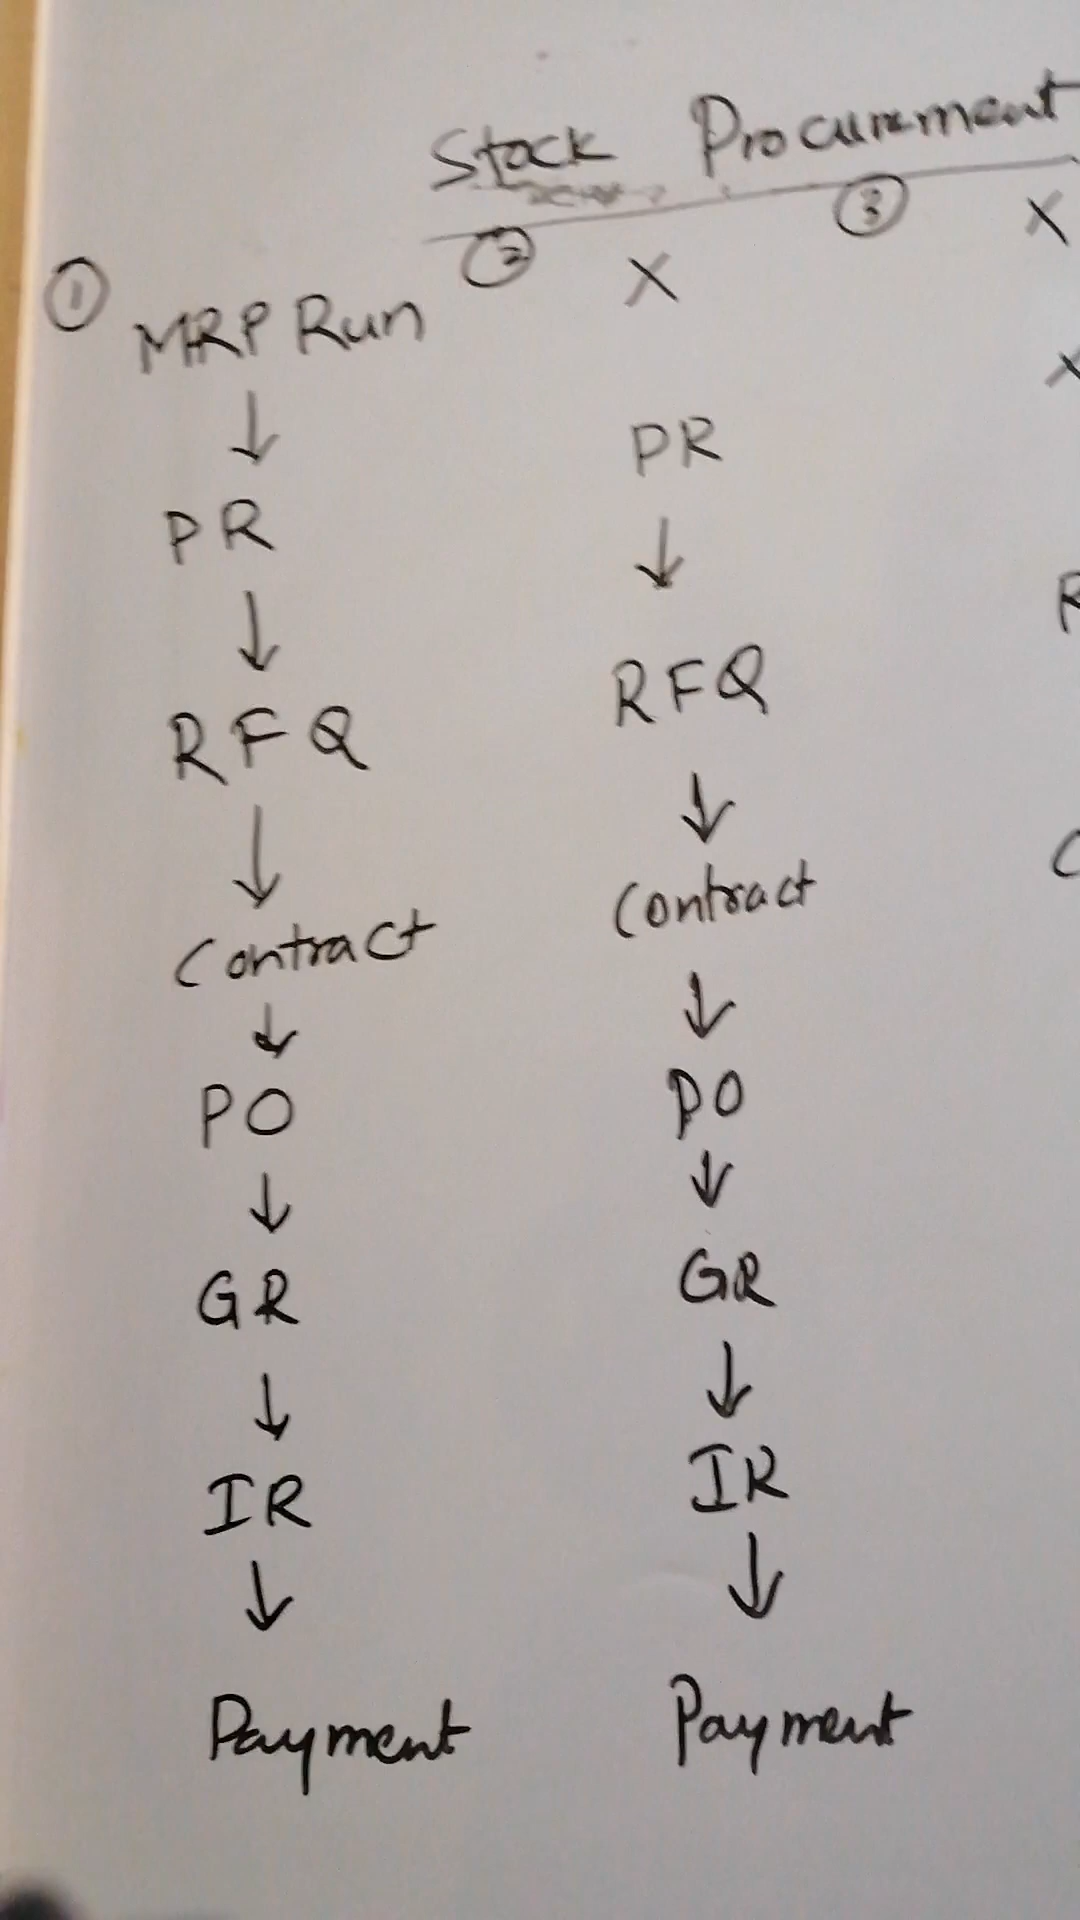 Stock Procurement
① MRP Run ② X ③ X
↓ X
PR PR
↓ ↓
RFQ RFQ R
↓ ↓
Contract Contract C
↓ ↓
PO PO
↓ ↓
GR GR
↓ ↓
IR IR
↓ ↓
Payment Payment